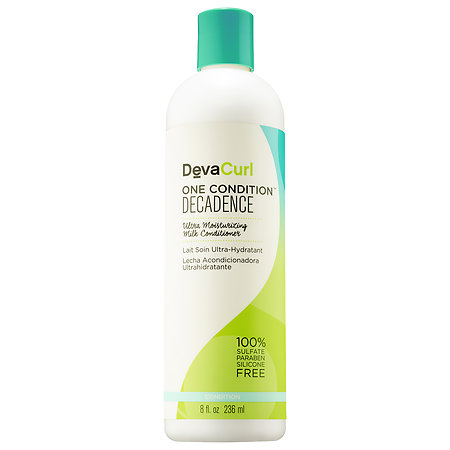 DevaCurl
ONE CONDITION™
DECADENCE
Ultra Moisturizing
Milk Conditioner
Lait Soin Ultra-Hydratant
Lecha Acondicionadora
Ultrahidratante
100%
SULFATE
PARABEN
SILICONE
FREE
CONDITION
8 fl. oz 236 ml